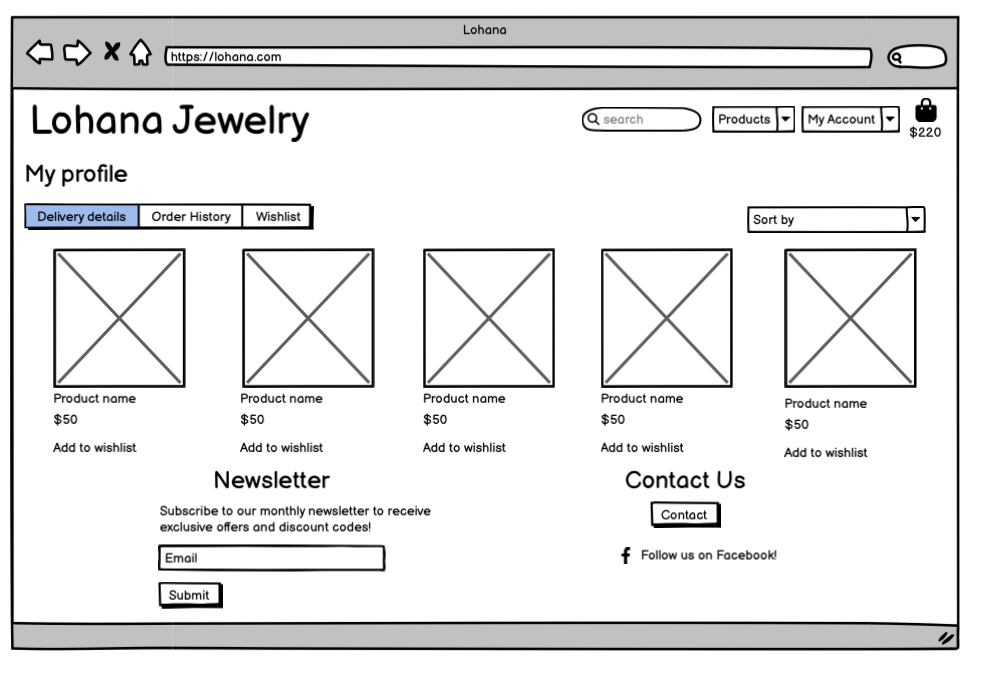 Lohana
https://lohana.com
Lohana Jewelry
search
Products
My Account
$220
My profile
Delivery details
Order History
Wishlist
Sort by
Product name
$50
Add to wishlist
Product name
$50
Add to wishlist
Product name
$50
Add to wishlist
Product name
$50
Add to wishlist
Product name
$50
Add to wishlist
Newsletter
Subscribe to our monthly newsletter to receive
exclusive offers and discount codes!
Email
Submit
Contact Us
Contact
Follow us on Facebook!